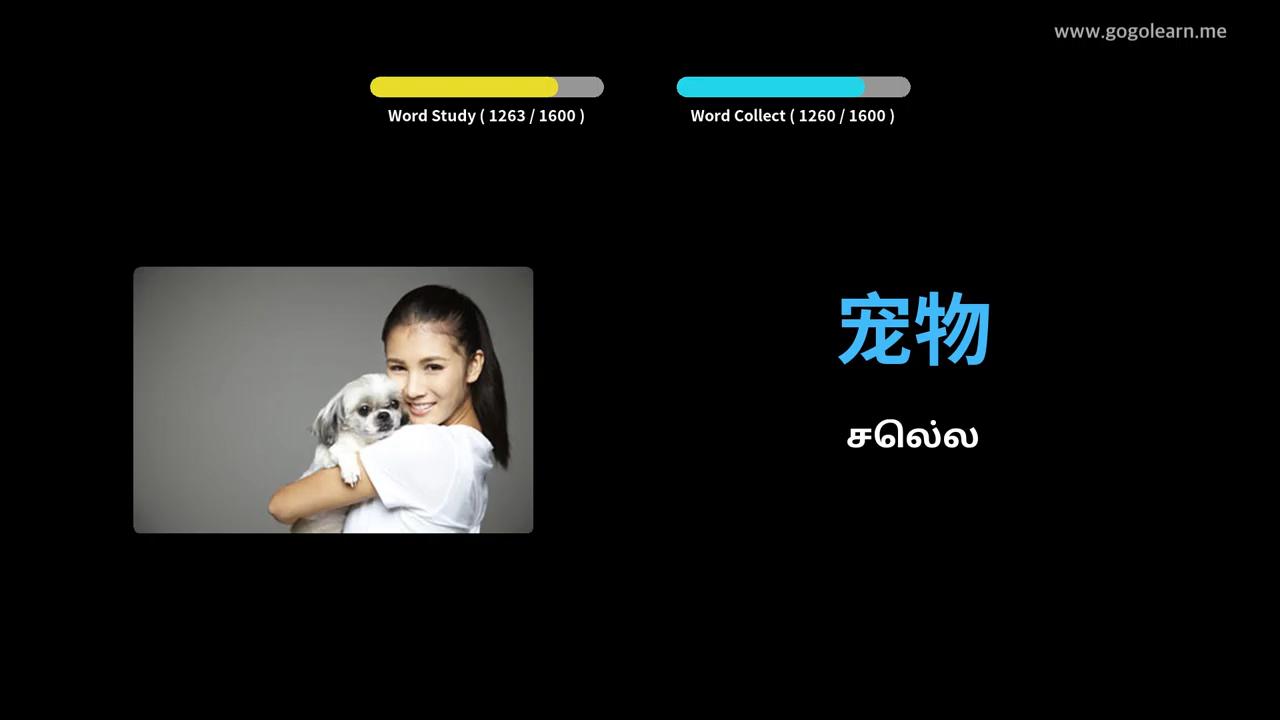 www.gogolearn.me
Word Study ( 1263 / 1600 )
Word Collect ( 1260 / 1600 )
宠物
சலெ்ல